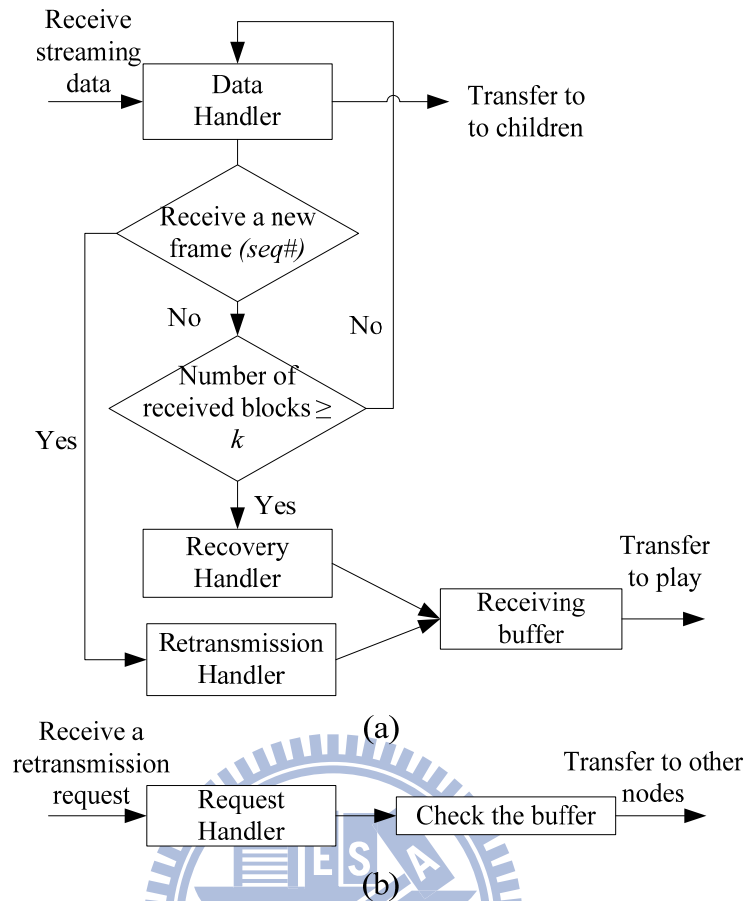 Receive
streaming
data
Data
Handler
Transfer to
to children
Receive a new
frame (seq#)
No
No
Number of
received blocks ≥
k
Yes
Yes
Recovery
Handler
Transfer
to play
Receiving
buffer
Retransmission
Handler
(a)
Receive a
retransmission
request
Request
Handler
Check the buffer
Transfer to other
nodes
ESA
(b)